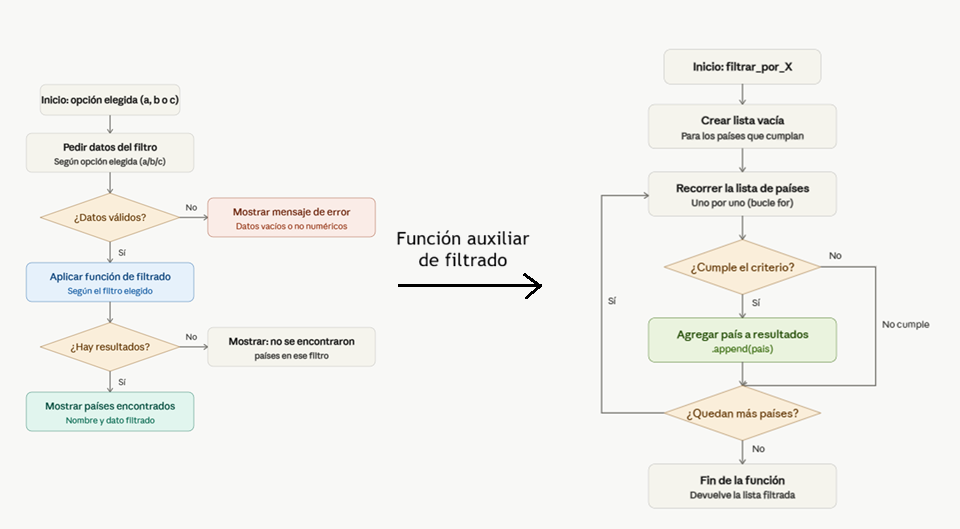 Inicio: opción elegida (a, b o c)
Pedir datos del filtro
Según opción elegida (a/b/c)
¿Datos válidos?
No
Mostrar mensaje de error
Datos vacíos o no numéricos
Sí
Aplicar función de filtrado
Según el filtro elegido
¿Hay resultados?
No
Mostrar: no se encontraron
países en ese filtro
Sí
Mostrar países encontrados
Nombre y dato filtrado
Función auxiliar
de filtrado
Inicio: filtrar_por_X
Crear lista vacía
Para los países que cumplan
Recorrer la lista de países
Uno por uno (bucle for)
¿Cumple el criterio?
No
Sí
Sí
No cumple
Agregar país a resultados
.append(pais)
¿Quedan más países?
No
Fin de la función
Devuelve la lista filtrada